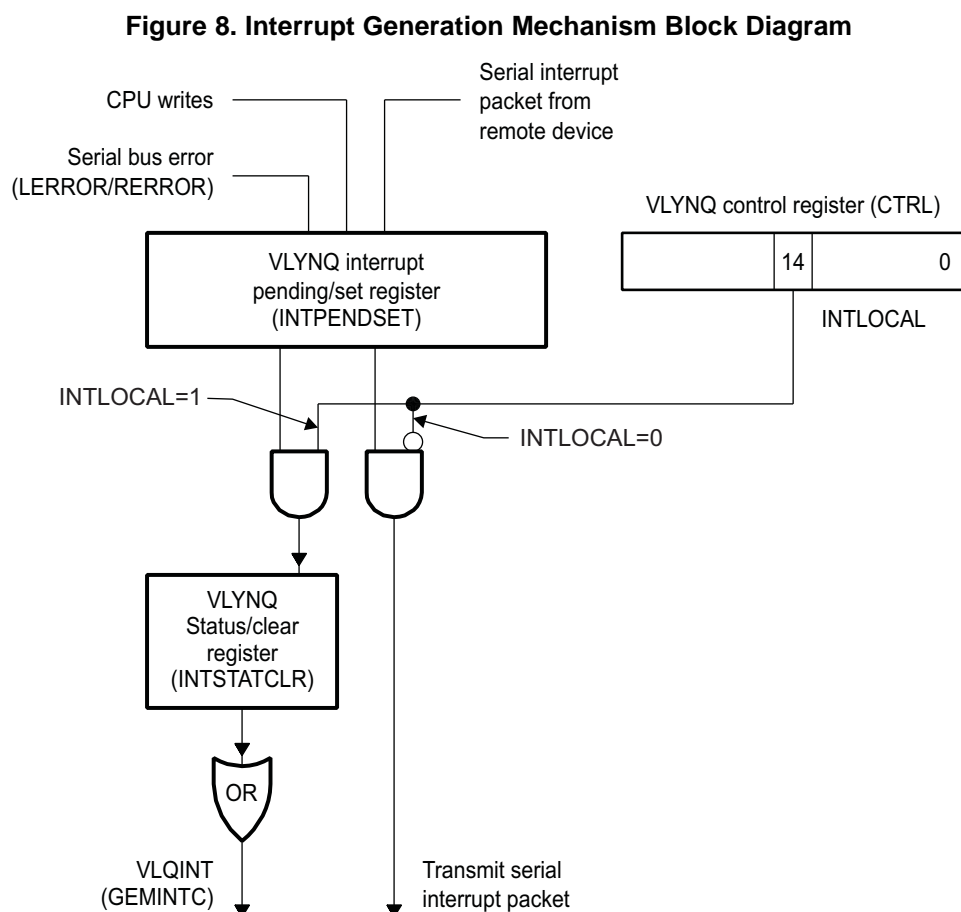 Figure 8. Interrupt Generation Mechanism Block Diagram
CPU writes
Serial interrupt
packet from
remote device
Serial bus error
(LERROR/RERROR)
VLYNQ control register (CTRL)
14
0
INTLOCAL
VLYNQ interrupt
pending/set register
(INTPENDSET)
INTLOCAL=1
INTLOCAL=0
VLYNQ
Status/clear
register
(INTSTATCLR)
OR
VLQINT
(GEMINTC)
Transmit serial
interrupt packet